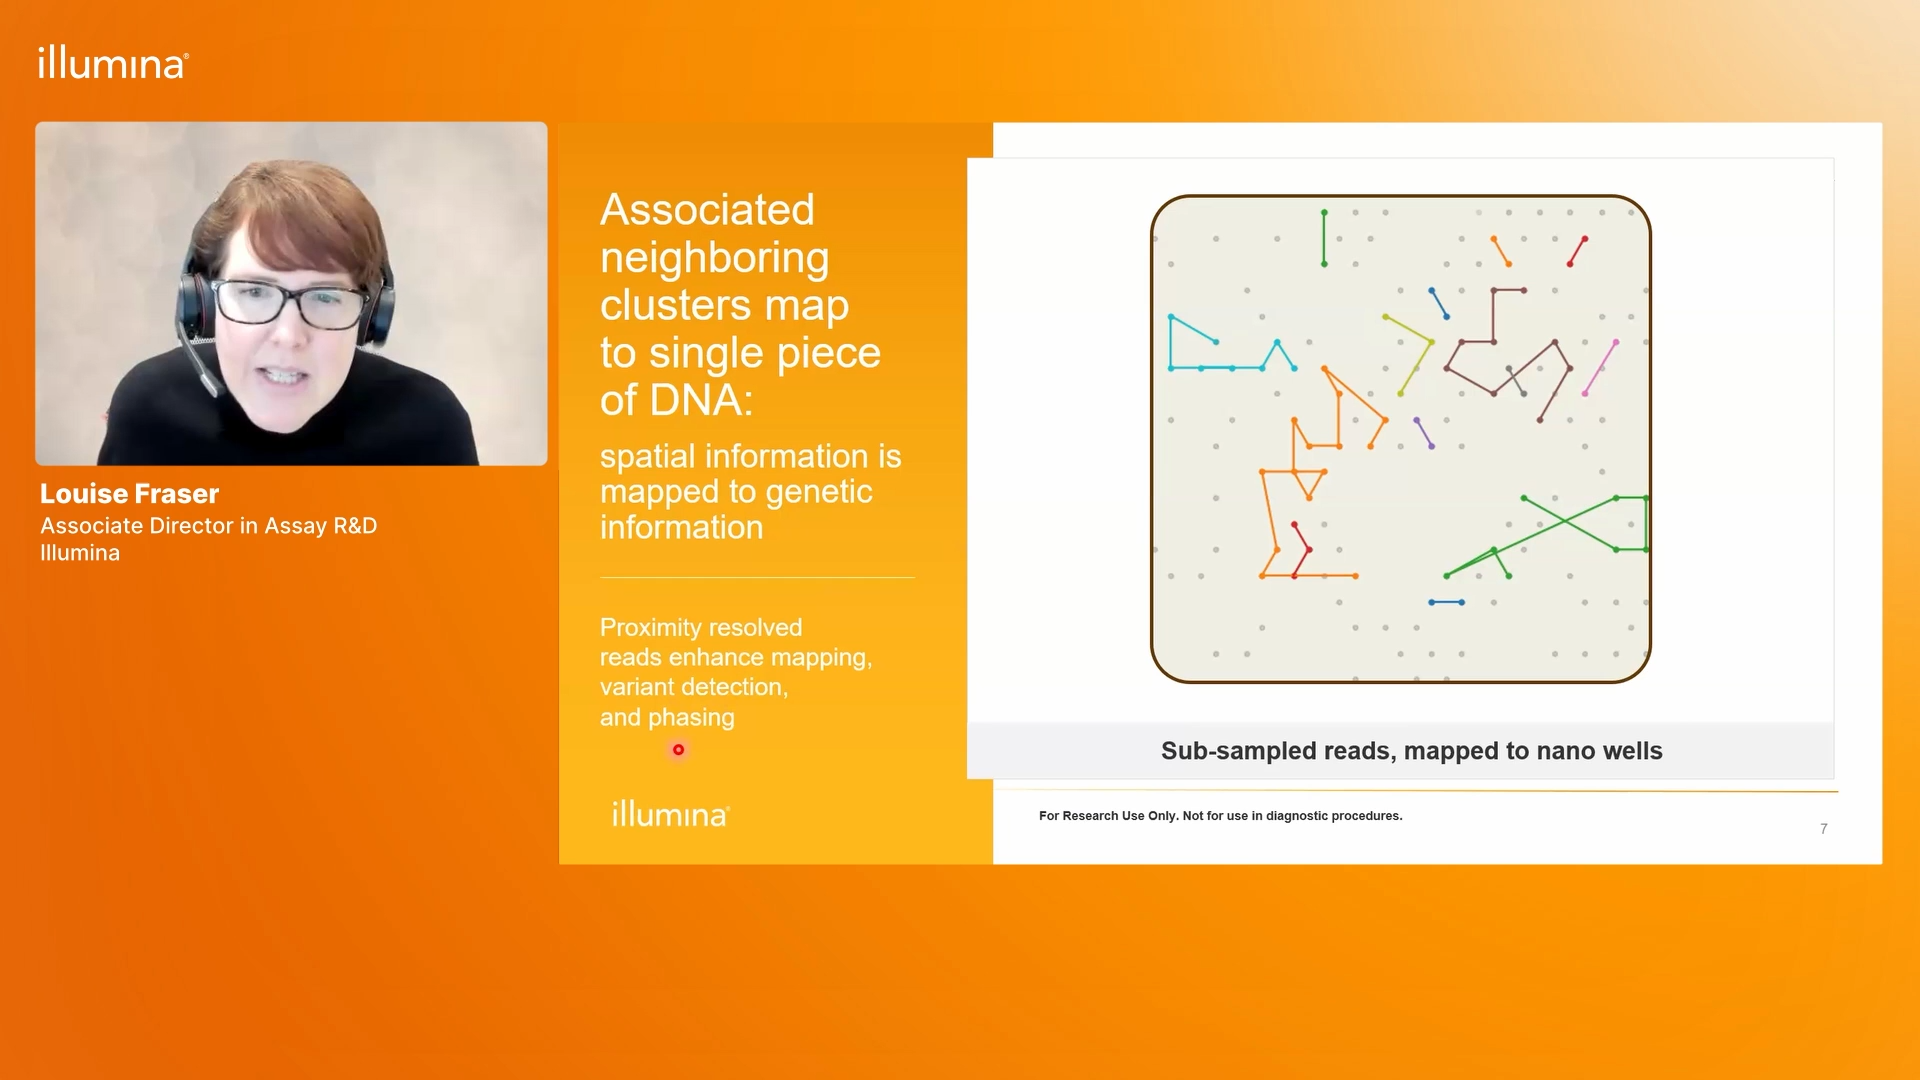 illumina®
Louise Fraser
Associate Director in Assay R&D
Illumina
Associated
neighboring
clusters map
to single piece
of DNA:
spatial information is
mapped to genetic
information
Proximity resolved
reads enhance mapping,
variant detection,
and phasing
illumina®
Sub-sampled reads, mapped to nano wells
For Research Use Only. Not for use in diagnostic procedures.
7